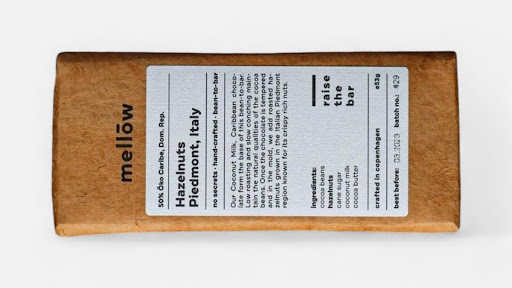 mellōw
50% Öko Caribe, Dom. Rep.
Hazelnuts
Piedmont, Italy
no secrets · hand-crafted · bean-to-bar
Our Coconut Milk, Caribbean choco-
late form the base of this bean-to-bar.
Low roasting and slow conching main-
tain the natural qualities of the cocoa
beans. Once the chocolate is tempered
and in the mold, we add roasted ha-
zelnuts grown in the Italian Piedmont
region known for its crispy rich nuts.
raise
the
bar
ingredients:
cocoa beans
hazelnuts
cane sugar
coconut milk
cocoa butter
crafted in copenhagen e53g
best before: 03.2023 batch no.: #29